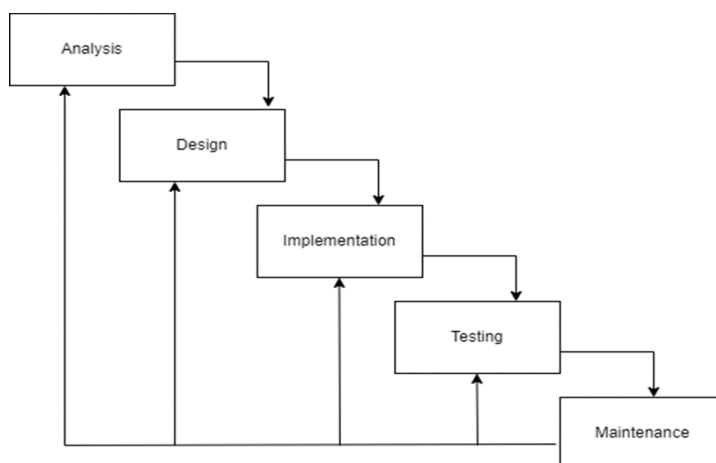 Analysis
Design
Implementation
Testing
Maintenance